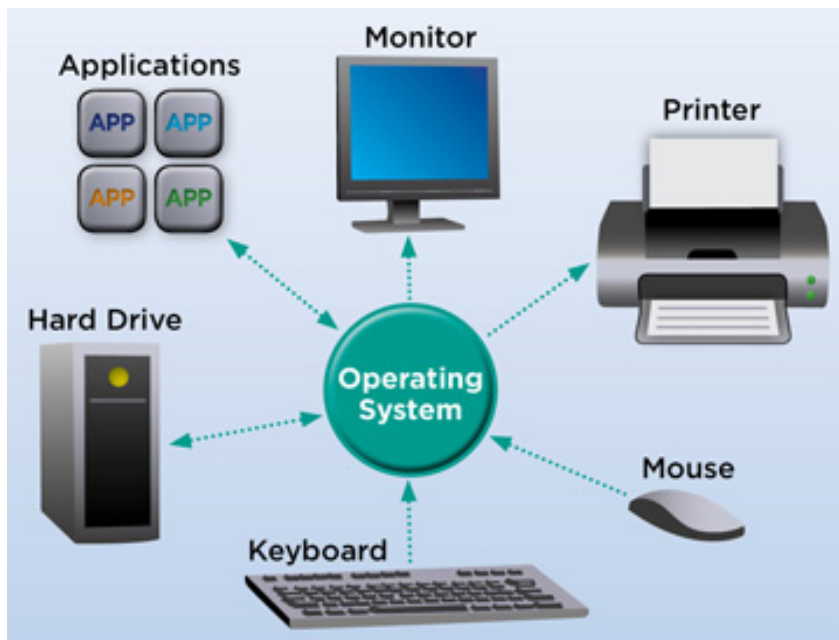 Monitor
Applications
APP APP
APP APP
Printer
Hard Drive
Operating
System
Mouse
Keyboard